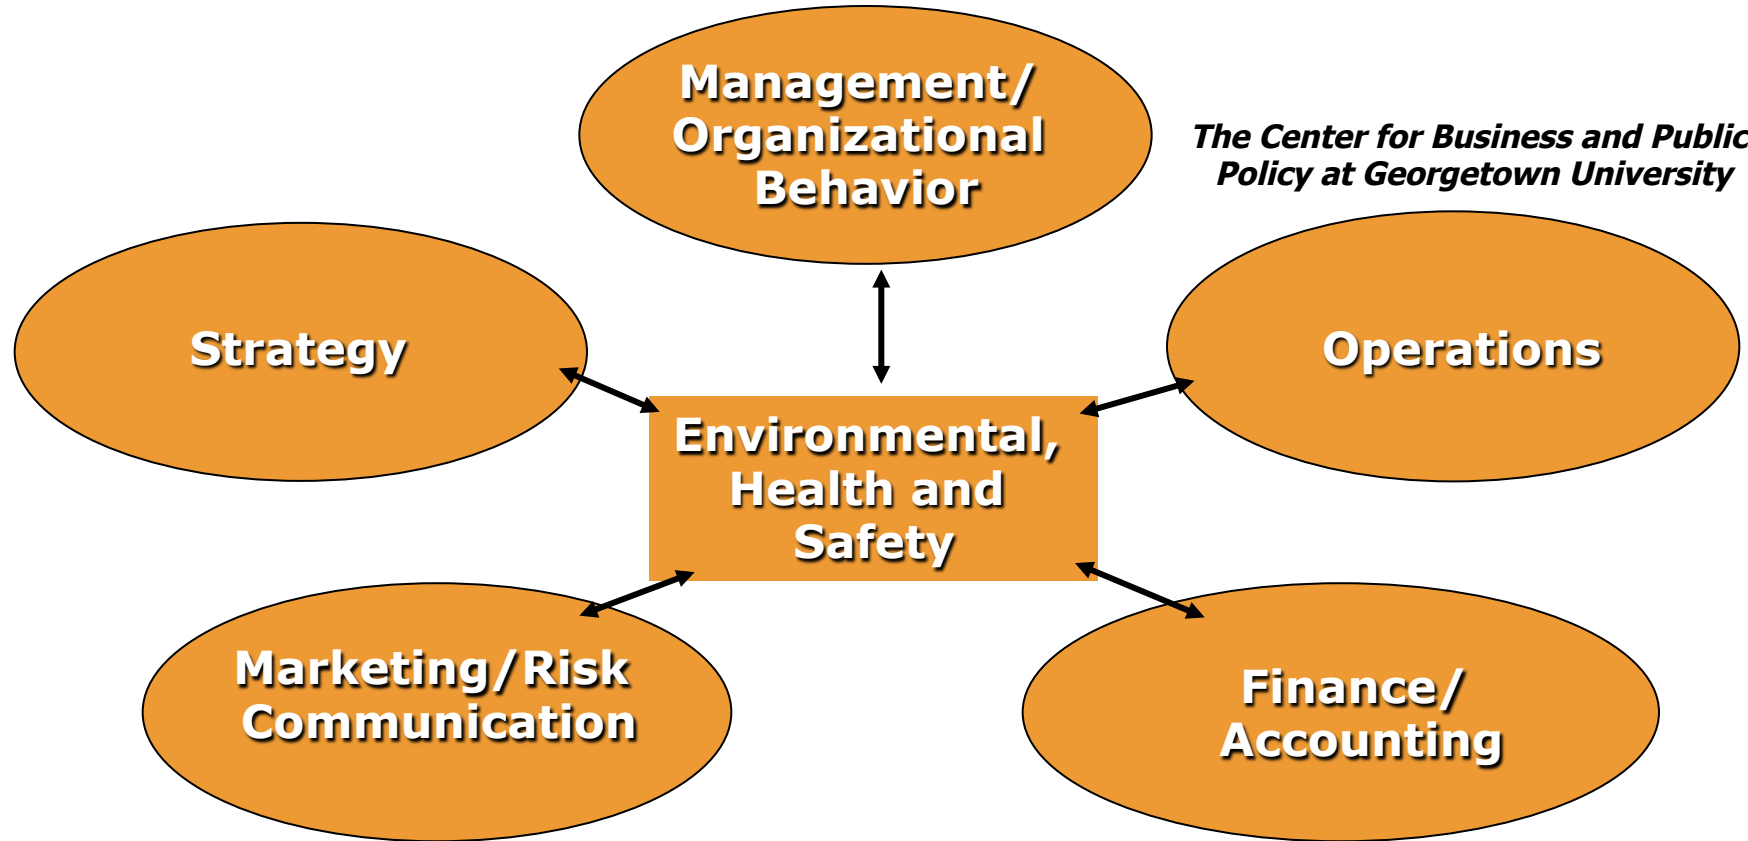 Management/
Organizational
Behavior
The Center for Business and Public
Policy at Georgetown University
Strategy
Operations
Environmental,
Health and
Safety
Marketing/Risk
Communication
Finance/
Accounting